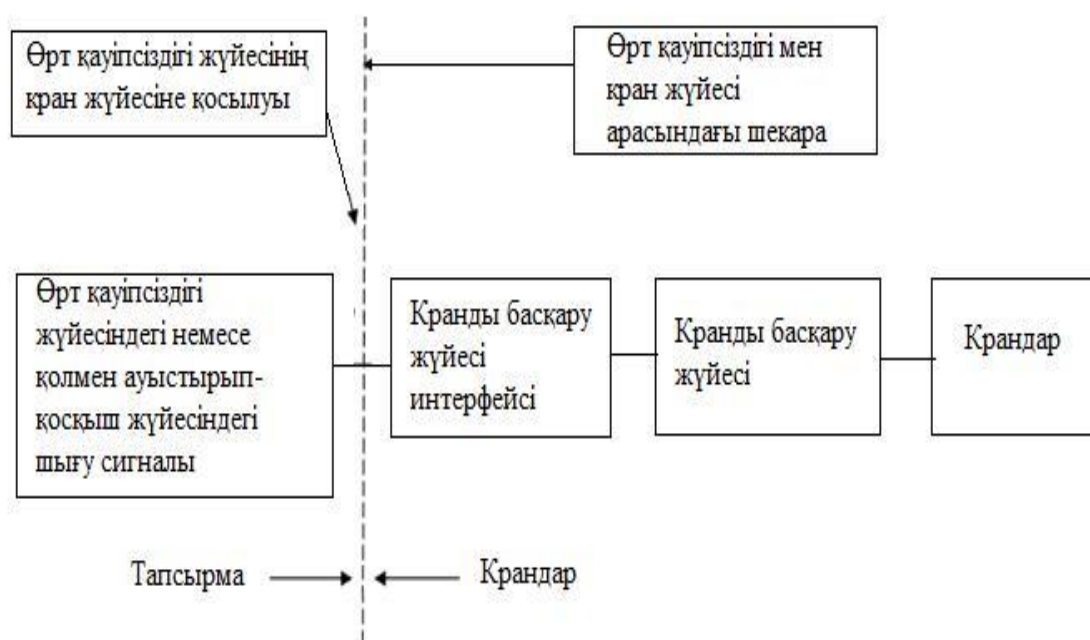 Өрт қауіпсіздігі жүйесінің
кран жүйесіне қосылуы
Өрт қауіпсіздігі мен
кран жүйесі
арасындағы шекара
Өрт қауіпсіздігі
жүйесіндегі немесе
қолмен ауыстырып-
қосқыш жүйесіндегі
шығу сигналы
Кранды басқару
жүйесі
интерфейсі
Кранды басқару
жүйесі
Крандар
Тапсырма
Крандар